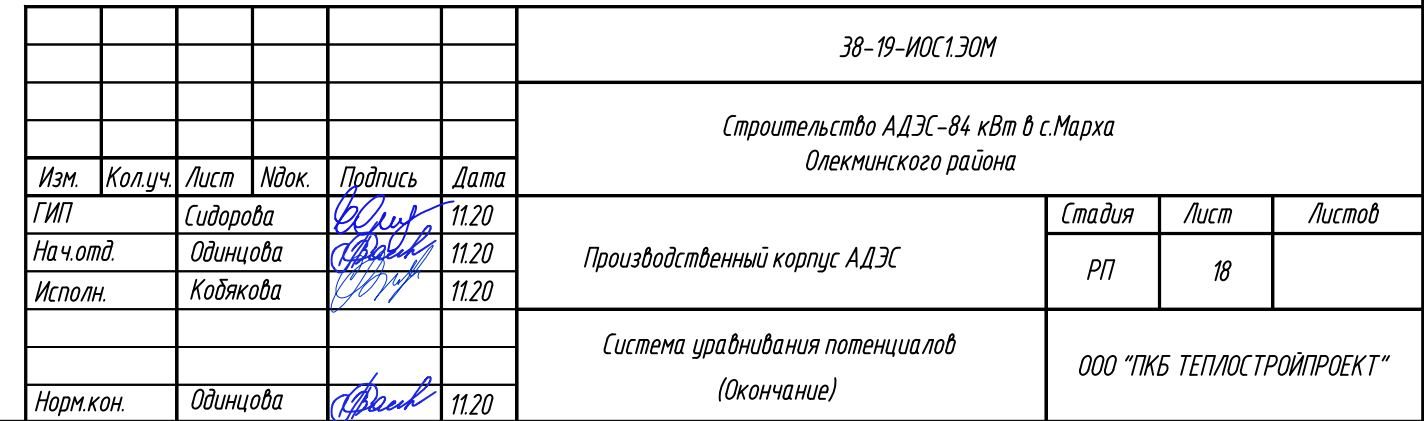 38-19-ИОС1.ЭОМ
Строительство АДЭС-84 кВт в с.Марха
Олекминского района
Изм. Кол.уч. Лист Nдок. Подпись Дата
ГИП Сидорова 11.20
Нач.отд. Одинцова 11.20
Исполн. Кобякова 11.20
Норм.кон. Одинцова 11.20
Производственный корпус АДЭС
Стадия Лист Листов
РП 18
Система уравнивания потенциалов
(Окончание)
ООО "ПКБ ТЕПЛОСТРОЙПРОЕКТ"